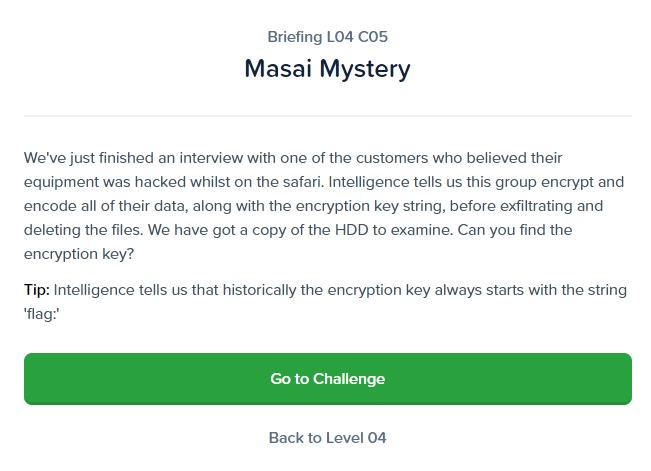 Briefing L04 C05
Masai Mystery
We've just finished an interview with one of the customers who believed their
equipment was hacked whilst on the safari. Intelligence tells us this group encrypt and
encode all of their data, along with the encryption key string, before exfiltrating and
deleting the files. We have got a copy of the HDD to examine. Can you find the
encryption key?
Tip: Intelligence tells us that historically the encryption key always starts with the string
'flag:'
Go to Challenge
Back to Level 04